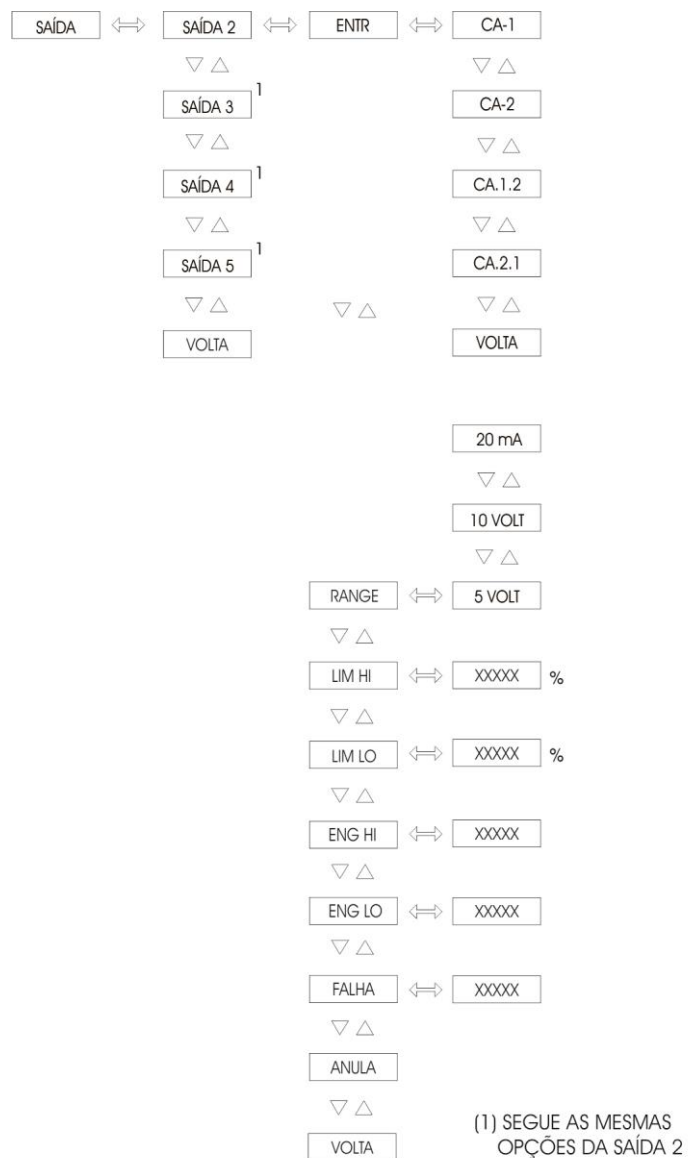 SAÍDA SAÍDA 2 ENTR CA-1
SAÍDA 3 1 CA-2
SAÍDA 4 1 CA.1.2
SAÍDA 5 1 CA.2.1
VOLTA VOLTA
20 mA
10 VOLT
RANGE 5 VOLT
LIM HI XXXXX %
LIM LO XXXXX %
ENG HI XXXXX
ENG LO XXXXX
FALHA XXXXX
ANULA
VOLTA
(1) SEGUE AS MESMAS
OPÇÕES DA SAÍDA 2